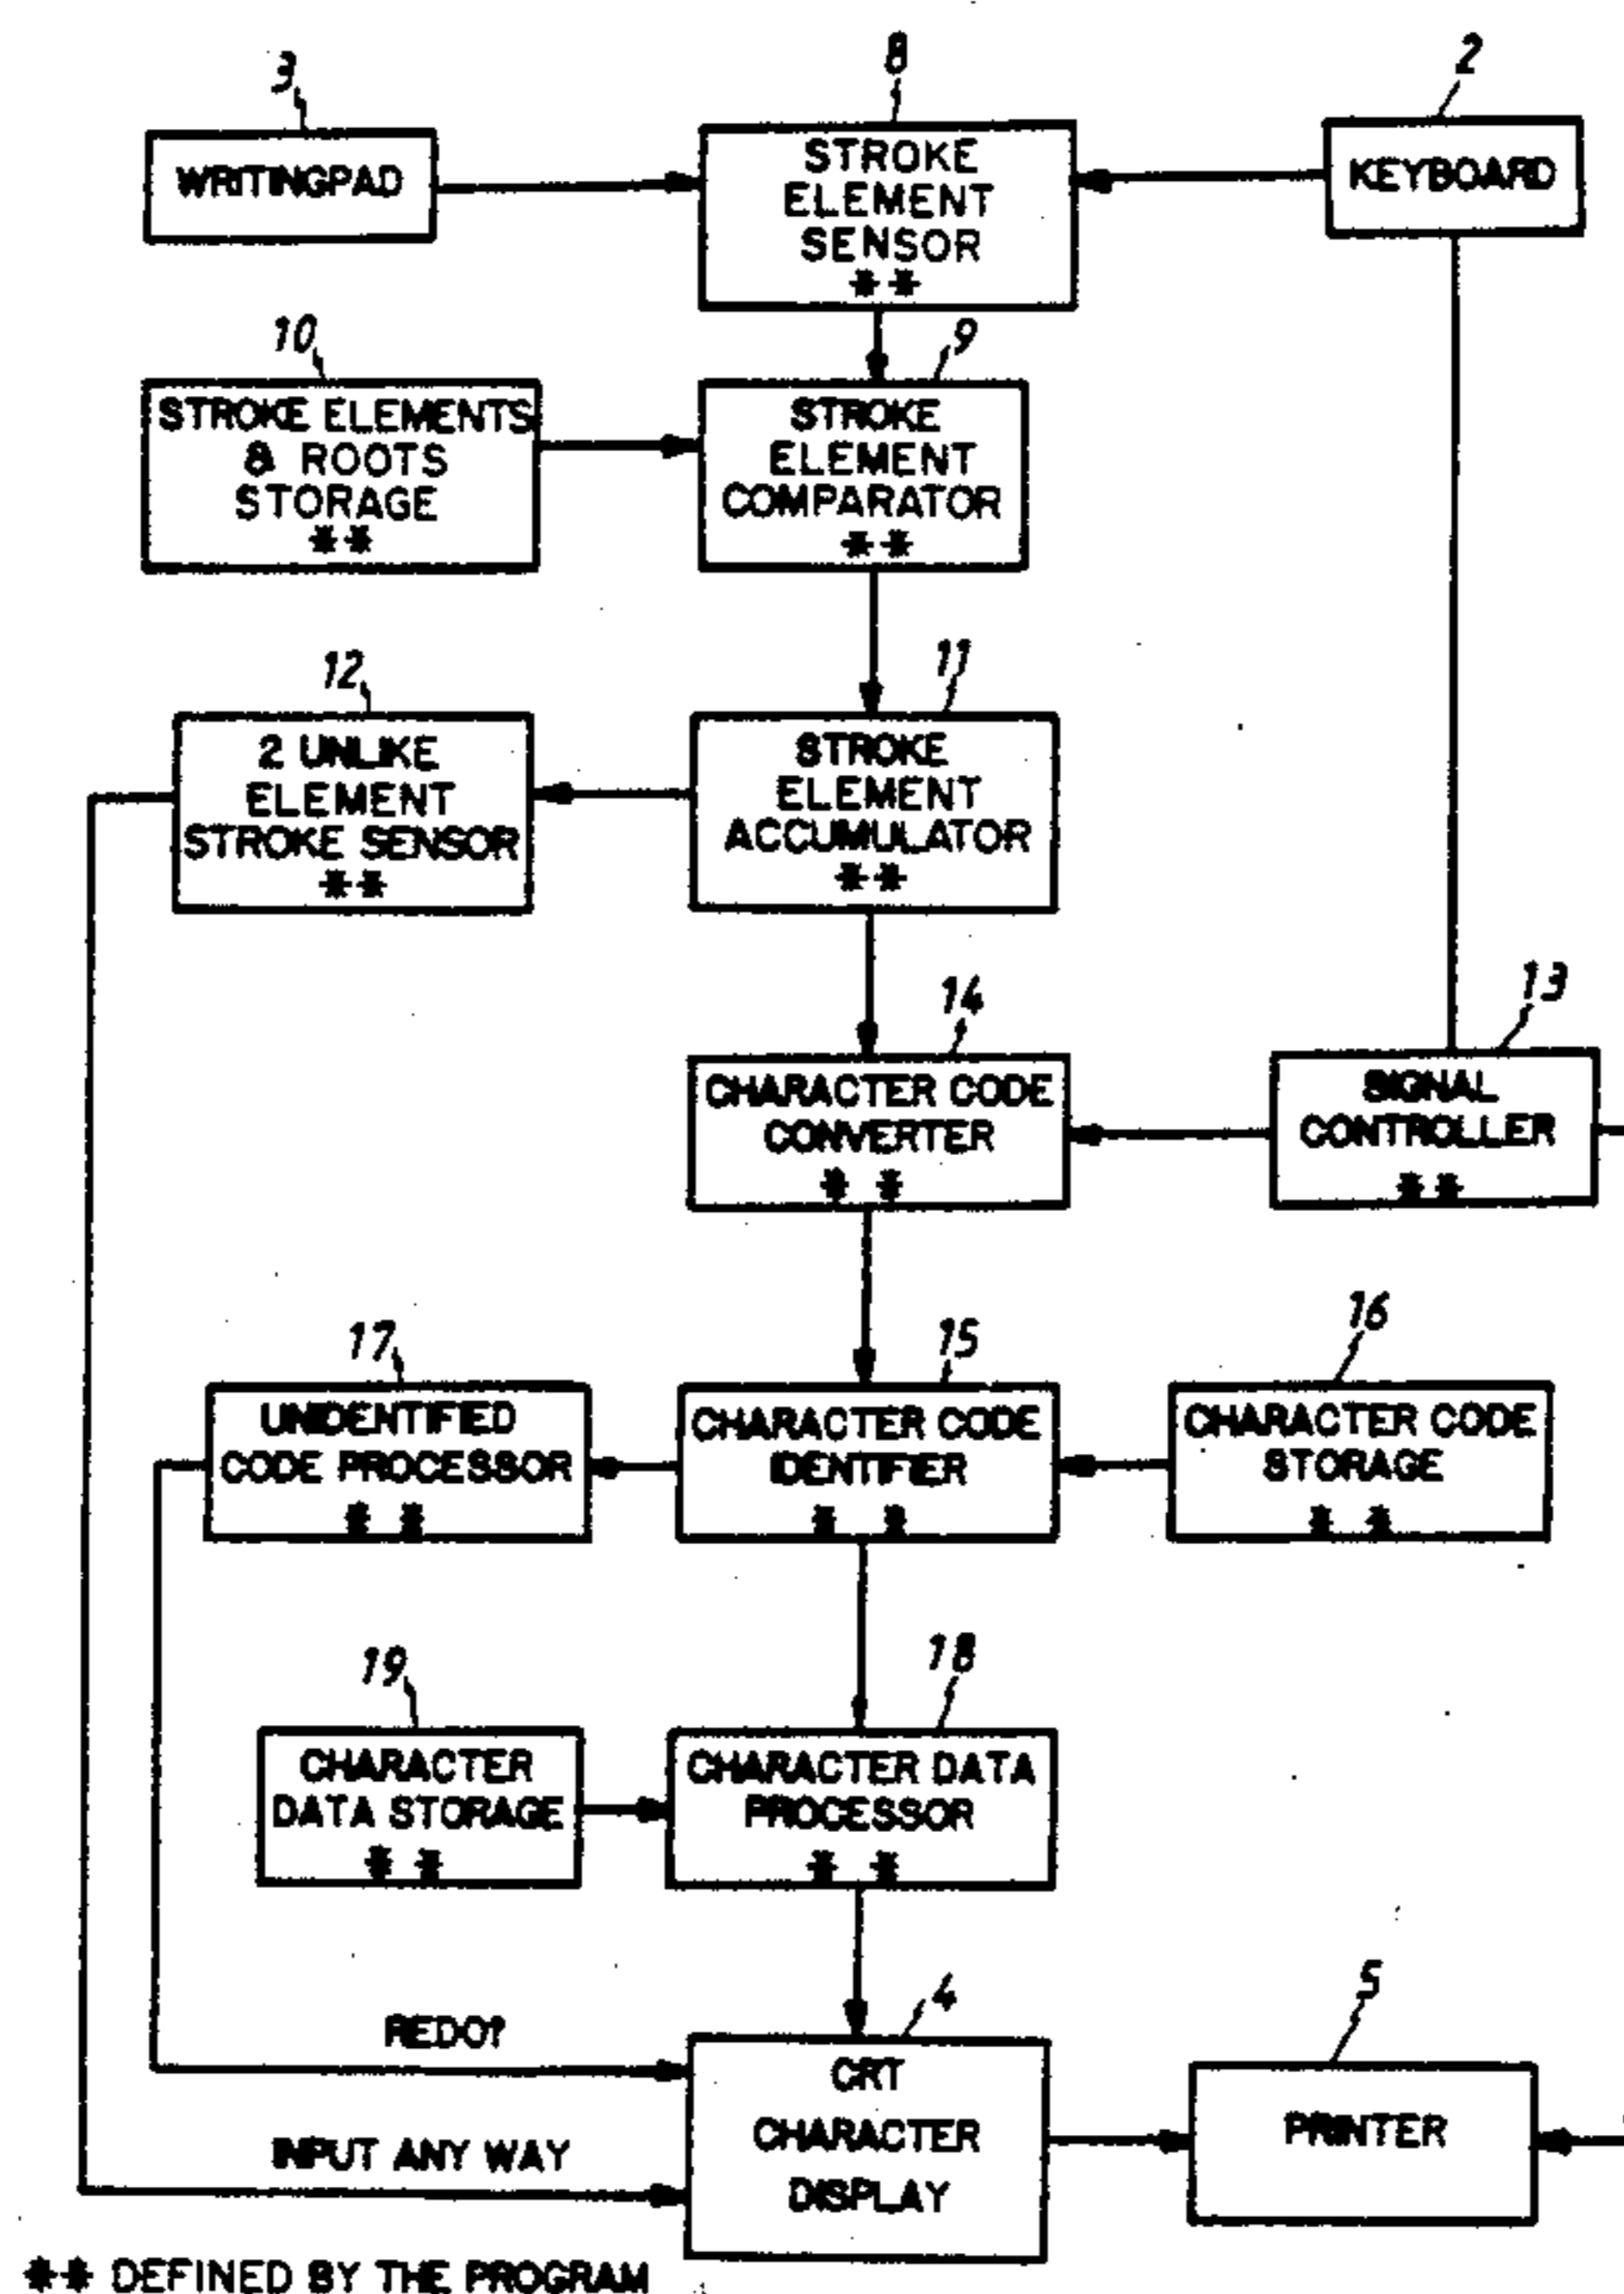 3
8
2
WRITINGPAD
STROKE
ELEMENT
SENSOR
**
KEYBOARD
10
9
STROKE ELEMENTS
& ROOTS
STORAGE
**
STROKE
ELEMENT
COMPARATOR
**
12
11
2 UNLIKE
ELEMENT
STROKE SENSOR
**
STROKE
ELEMENT
ACCUMULATOR
**
14
13
CHARACTER CODE
CONVERTER
* *
SIGNAL
CONTROLLER
**
17
15
16
UNIDENTIFIED
CODE PROCESSOR
* *
CHARACTER CODE
IDENTIFIER
* *
CHARACTER CODE
STORAGE
* *
19
18
CHARACTER
DATA STORAGE
* *
CHARACTER DATA
PROCESSOR
* *
4
5
REDO?
INPUT ANY WAY
CRT
CHARACTER
DISPLAY
PRINTER
** DEFINED BY THE PROGRAM